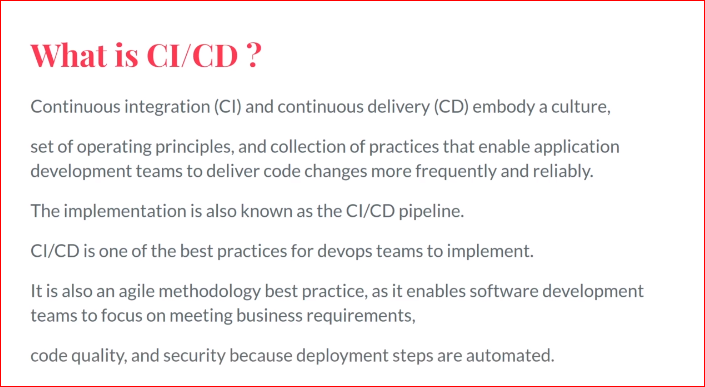 What is CI/CD ?
Continuous integration (CI) and continuous delivery (CD) embody a culture,
set of operating principles, and collection of practices that enable application
development teams to deliver code changes more frequently and reliably.
The implementation is also known as the CI/CD pipeline.
CI/CD is one of the best practices for devops teams to implement.
It is also an agile methodology best practice, as it enables software development
teams to focus on meeting business requirements,
code quality, and security because deployment steps are automated.